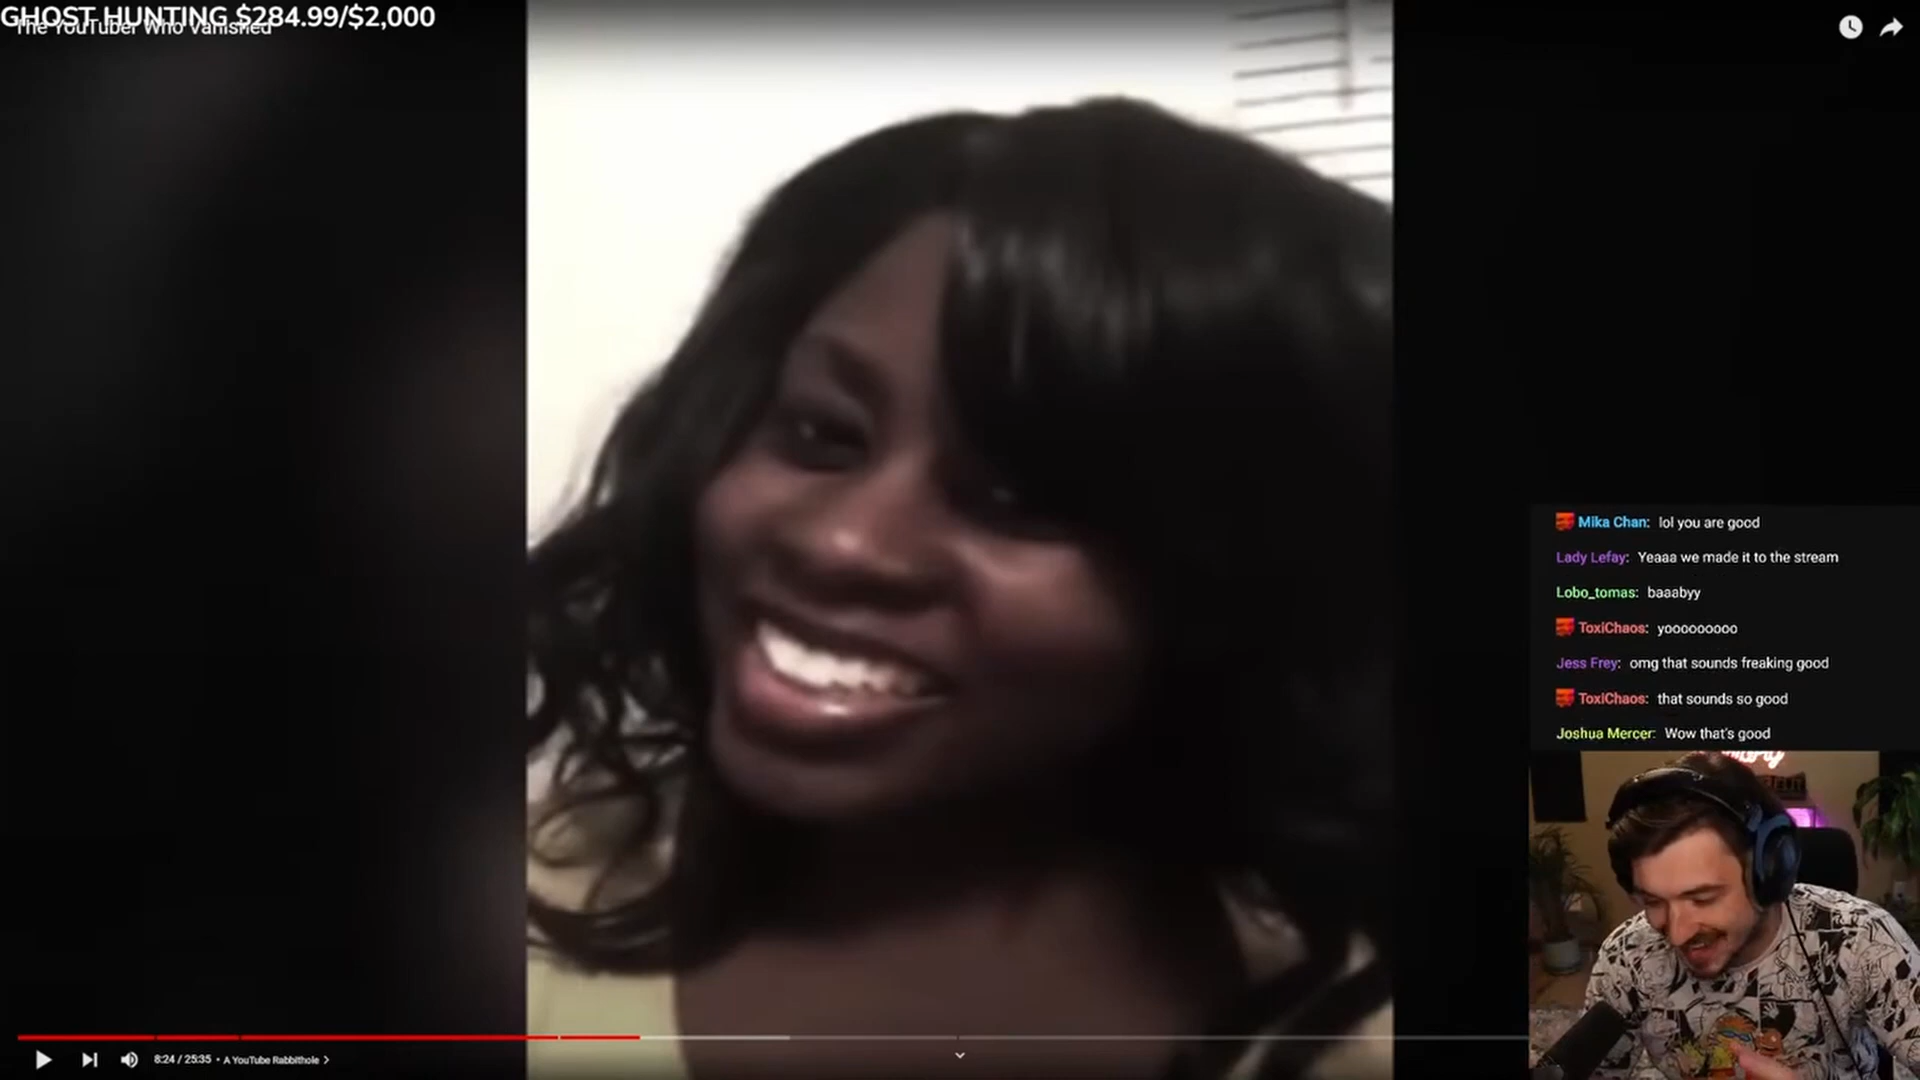 GHOST HUNTING $284.99/$2,000
The YouTuber Who Vanished
Mika Chan: lol you are good
Lady Lefay: Yeaaa we made it to the stream
Lobo_tomas: baaabyy
ToxiChaos: yooooooooo
Jess Frey: omg that sounds freaking good
ToxiChaos: that sounds so good
Joshua Mercer: Wow that's good
8:24 / 25:35 • A YouTube Rabbithole >